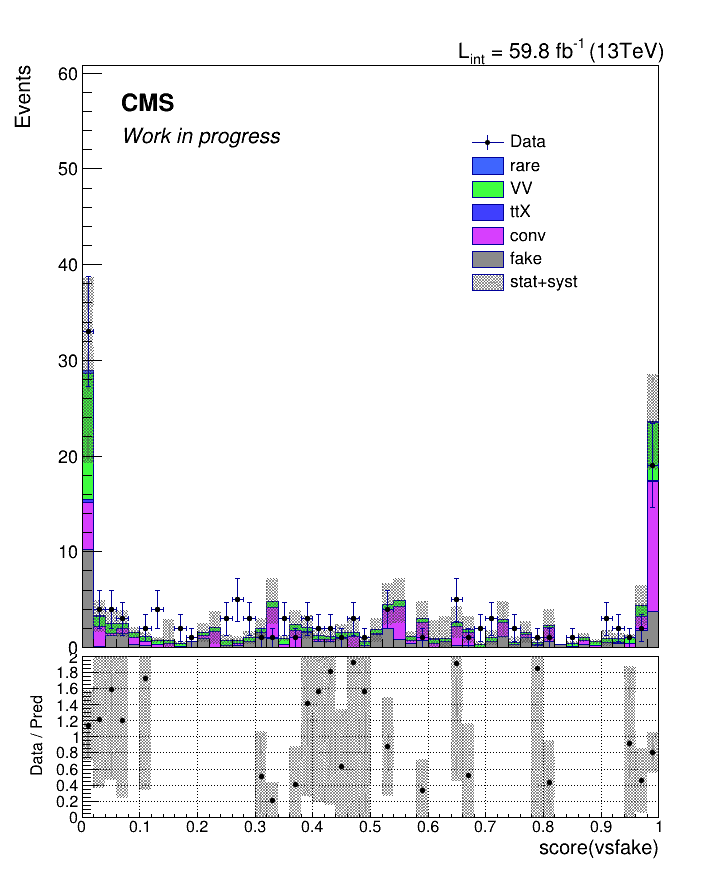 L_int = 59.8 fb^-1 (13TeV)
Events
60
CMS
Work in progress
Data
50
rare
VV
ttX
conv
40
fake
stat+syst
30
20
10
0
Data / Pred
2
1.8
1.6
1.4
1.2
1
0.8
0.6
0.4
0.2
0
0 0.1 0.2 0.3 0.4 0.5 0.6 0.7 0.8 0.9 1
score(vsfake)